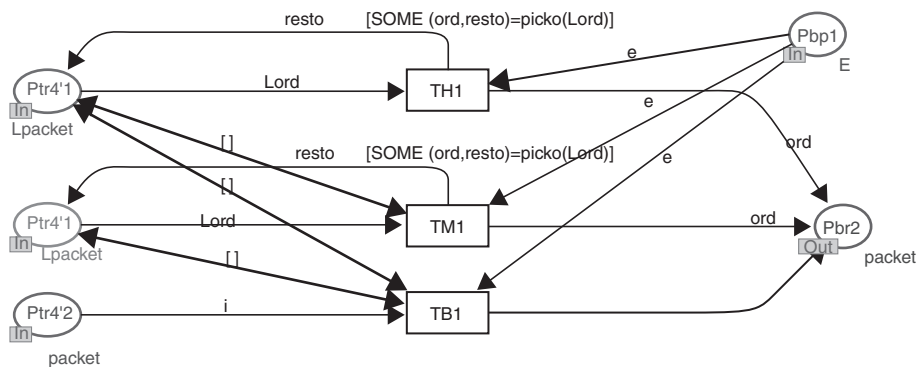 resto [SOME (ord,resto)=picko(Lord)]
Pbp1
In
E
e
Ptr4'1
In
Lpacket
Lord
TH1
e
[ ]
e
ord
resto [SOME (ord,resto)=picko(Lord)]
[ ]
Ptr4'1
In
Lpacket
Lord
TM1
ord
Pbr2
Out
packet
[ ]
Ptr4'2
In
packet
i
TB1